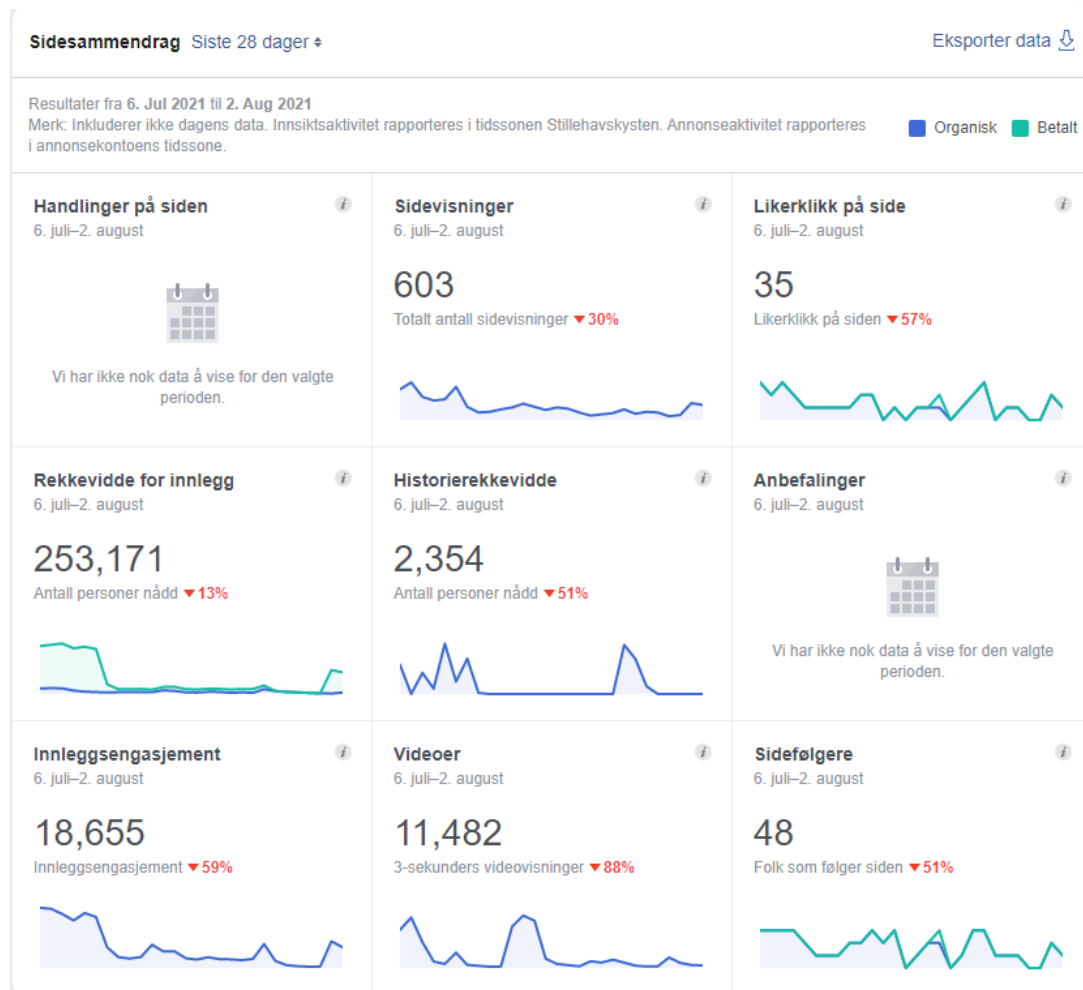 Sidesammendrag Siste 28 dager
Eksporter data
Resultater fra 6. Jul 2021 til 2. Aug 2021
Merk: Inkluderer ikke dagens data. Innsiktsaktivitet rapporteres i tidssonen Stillehavskysten. Annonseaktivitet rapporteres
i annonsekontoens tidssone.
Organisk Betalt
Handlinger på siden
6. juli–2. august
Vi har ikke nok data å vise for den valgte
perioden.
Sidevisninger
6. juli–2. august
603
Totalt antall sidevisninger ▼30%
Likerklikk på side
6. juli–2. august
35
Likerklikk på siden ▼57%
Rekkevidde for innlegg
6. juli–2. august
253,171
Antall personer nådd ▼13%
Historierekkevidde
6. juli–2. august
2,354
Antall personer nådd ▼51%
Anbefalinger
6. juli–2. august
Vi har ikke nok data å vise for den valgte
perioden.
Innleggsengasjement
6. juli–2. august
18,655
Innleggsengasjement ▼59%
Videoer
6. juli–2. august
11,482
3-sekunders videovisninger ▼88%
Sidefølgere
6. juli–2. august
48
Folk som følger siden ▼51%